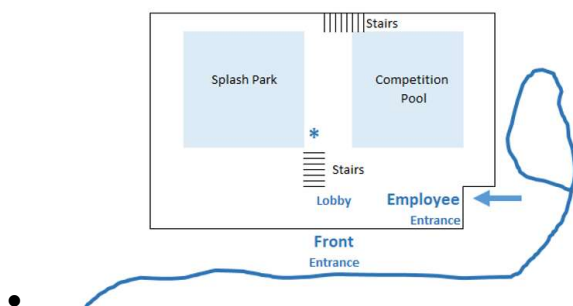 Stairs
Splash Park
Competition
Pool
*
Stairs
Lobby
Employee
Entrance
Front
Entrance